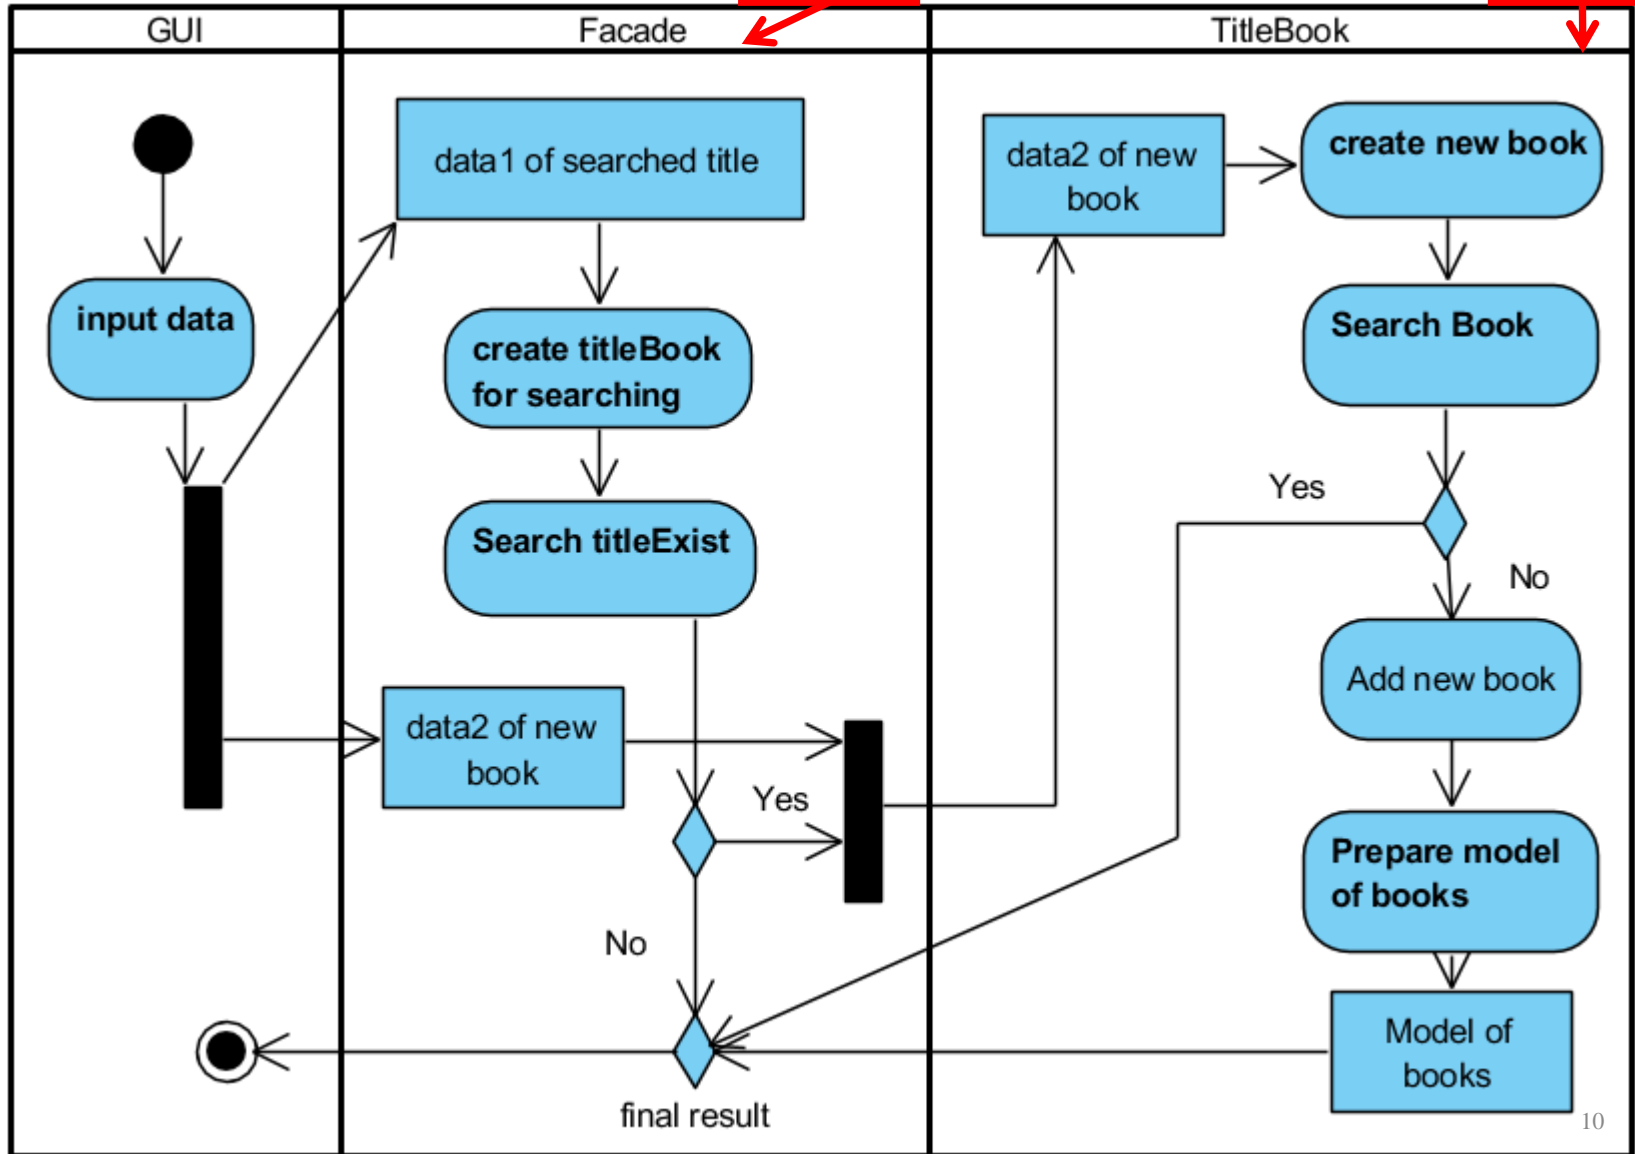 GUI
Facade
TitleBook
data1 of searched title
data2 of new
book
create new book
input data
create titleBook
for searching
Search Book
Search titleExist
Yes
No
Add new book
data2 of new
book
Yes
Prepare model
of books
No
Model of
books
final result
10